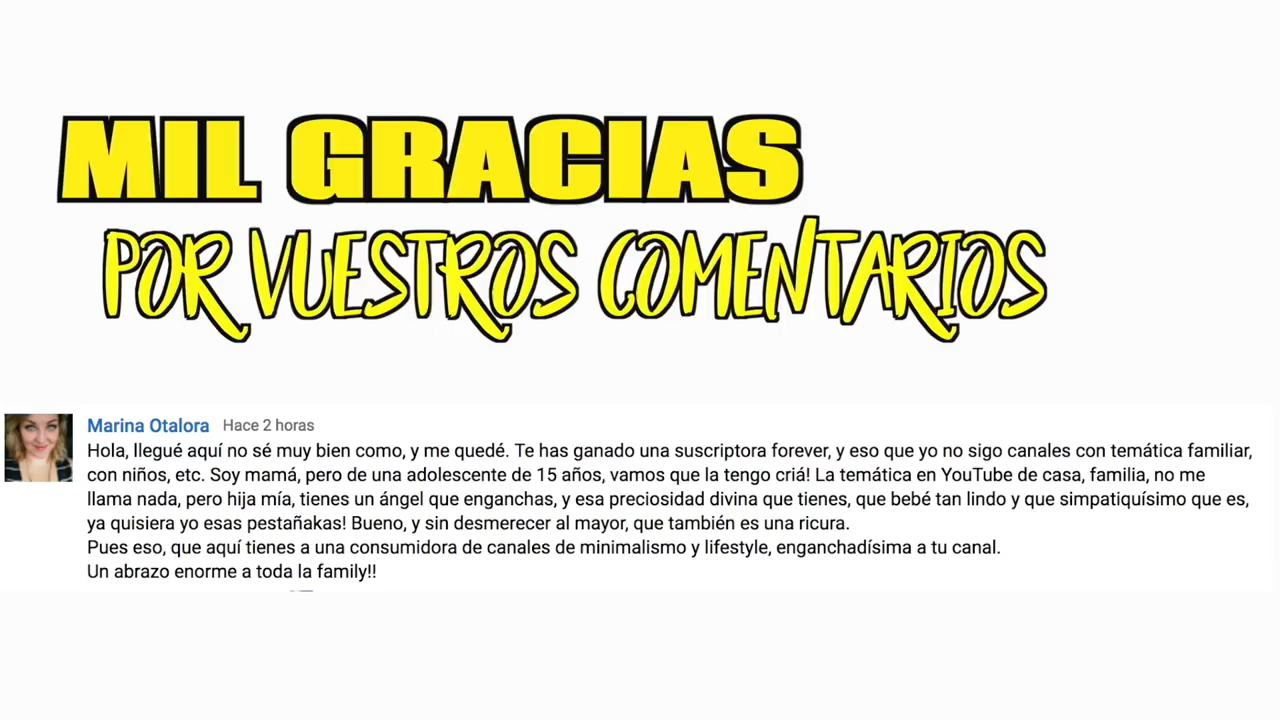 MIL GRACIAS
POR VUESTROS COMENTARIOS
Marina Otalora Hace 2 horas
Hola, llegué aquí no sé muy bien como, y me quedé. Te has ganado una suscriptora forever, y eso que yo no sigo canales con temática familiar,
con niños, etc. Soy mamá, pero de una adolescente de 15 años, vamos que la tengo criá! La temática en YouTube de casa, familia, no me
llama nada, pero hija mía, tienes un ángel que enganchas, y esa preciosidad divina que tienes, que bebé tan lindo y que simpatiquísimo que es,
ya quisiera yo esas pestañakas! Bueno, y sin desmerecer al mayor, que también es una ricura.
Pues eso, que aquí tienes a una consumidora de canales de minimalismo y lifestyle, enganchadísima a tu canal.
Un abrazo enorme a toda la family!!